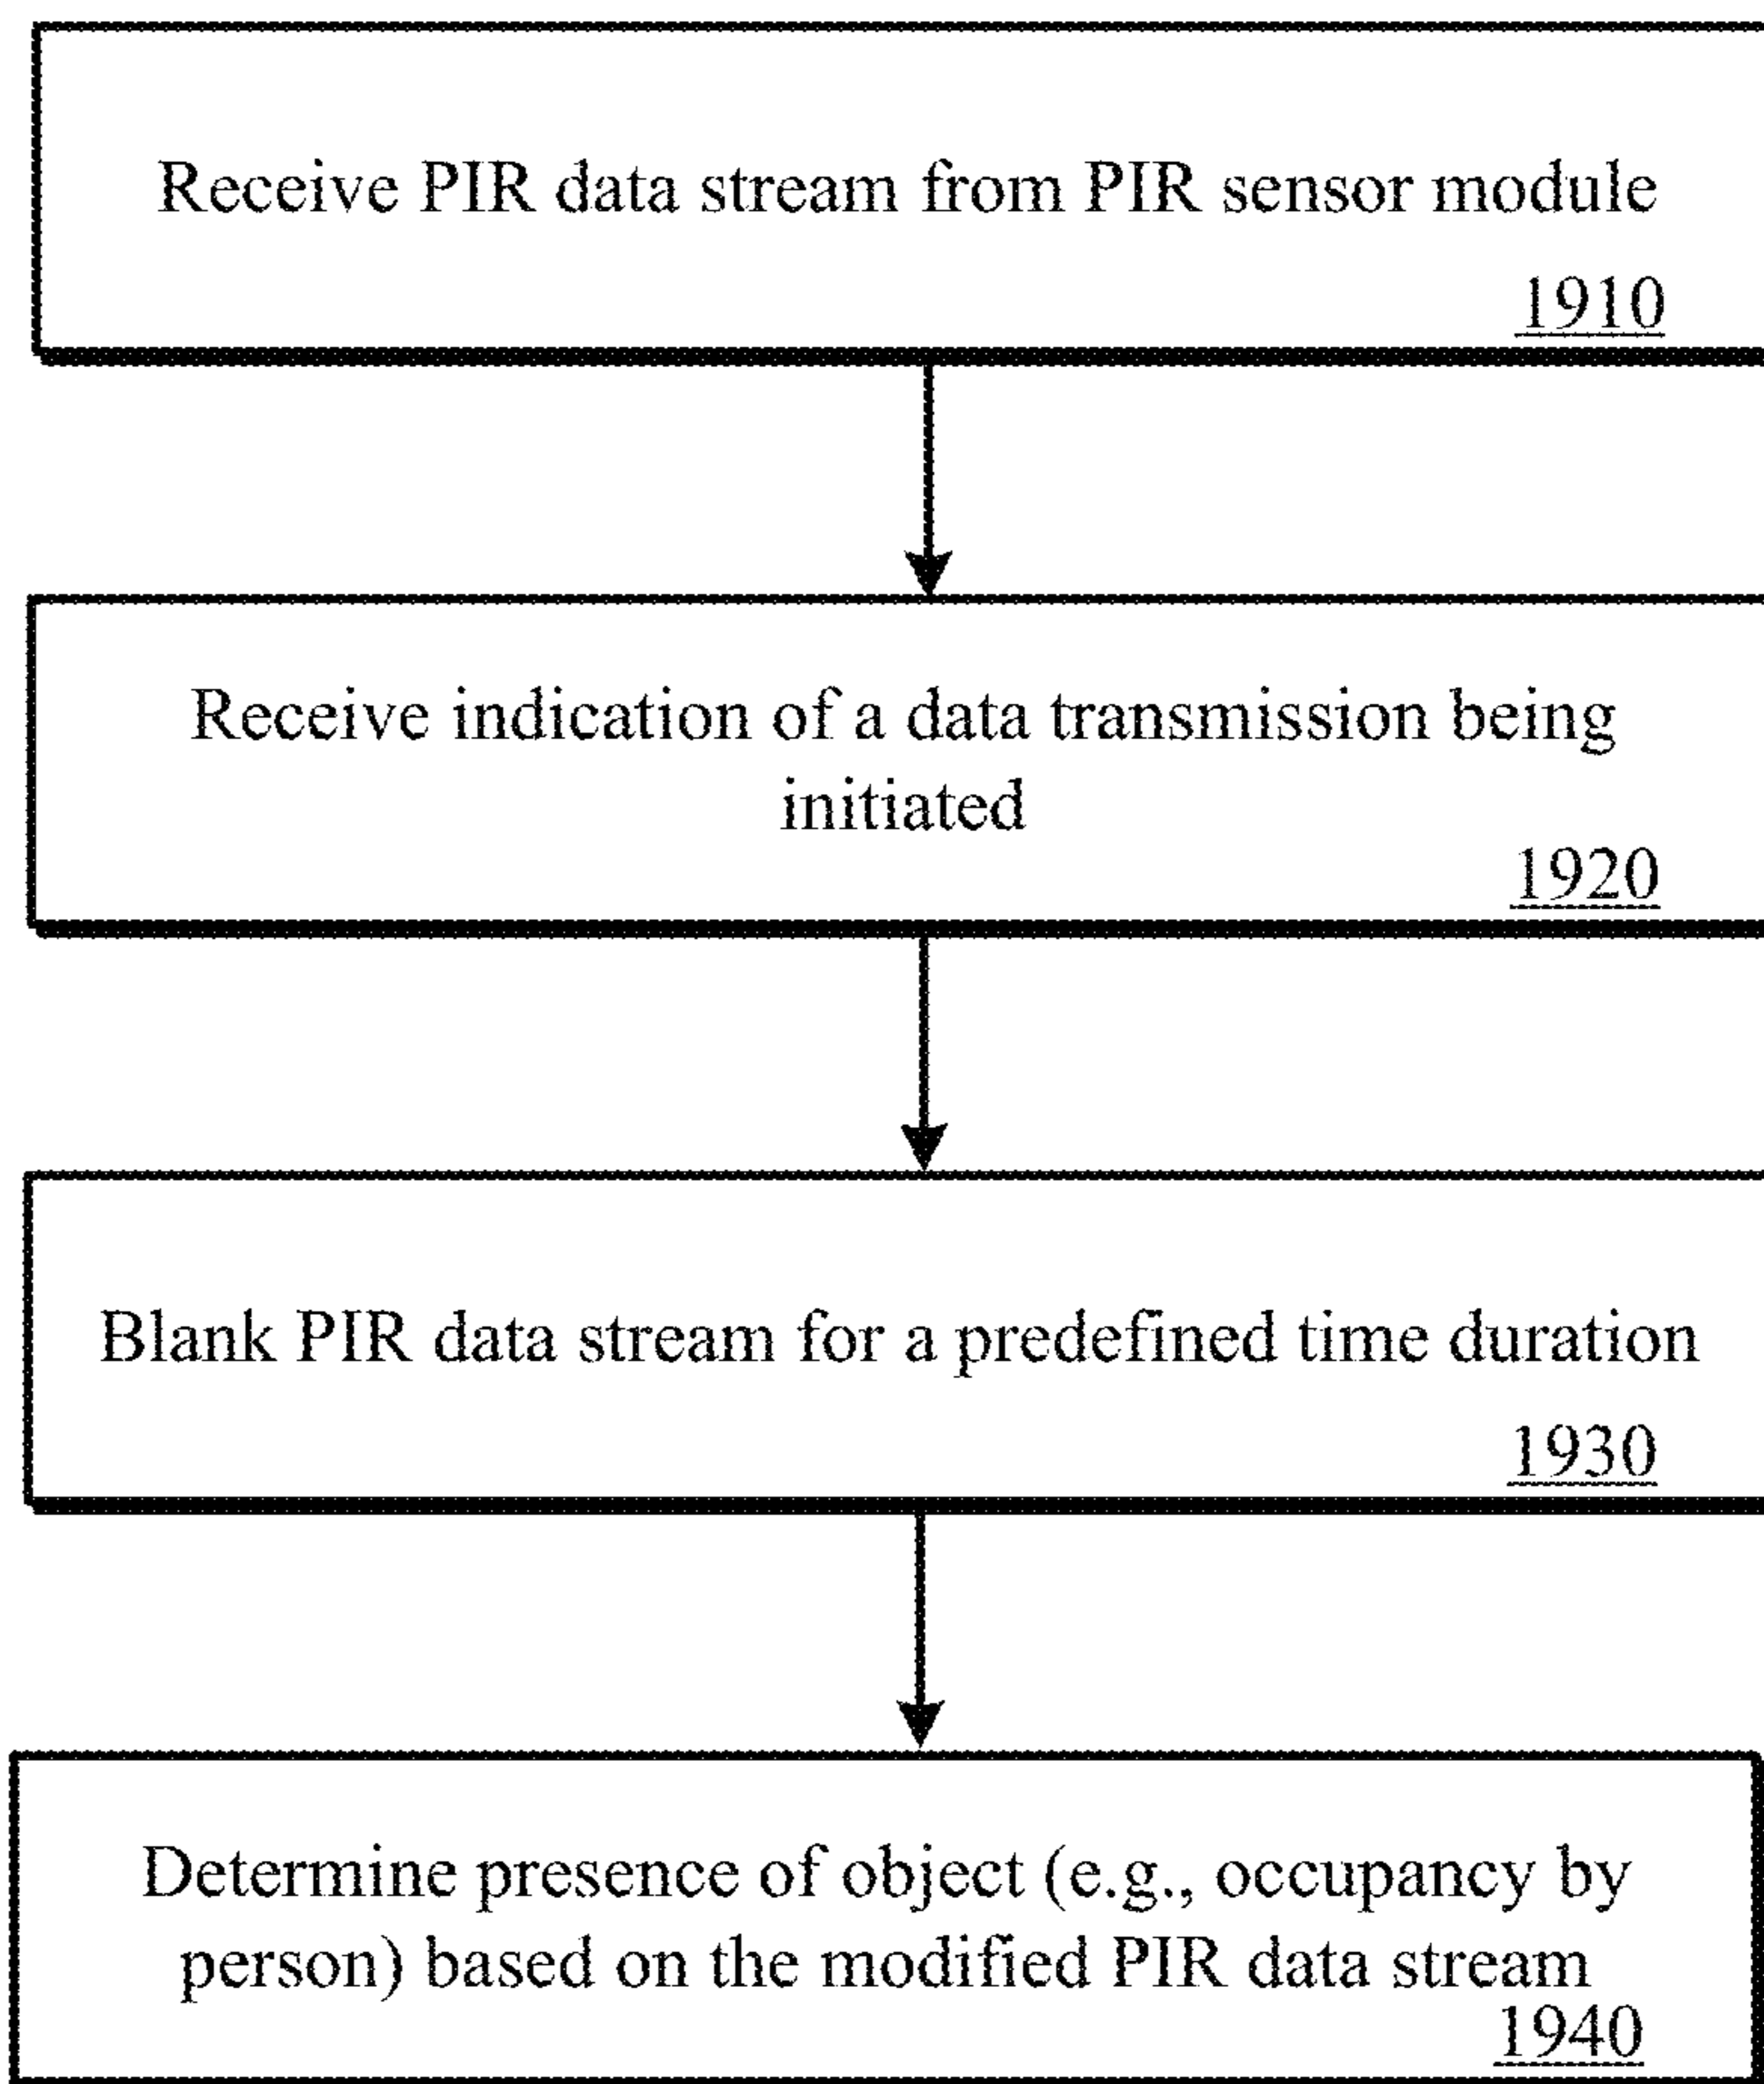 Receive PIR data stream from PIR sensor module
1910
Receive indication of a data transmission being
initiated
1920
Blank PIR data stream for a predefined time duration
1930
Determine presence of object (e.g., occupancy by
person) based on the modified PIR data stream
1940